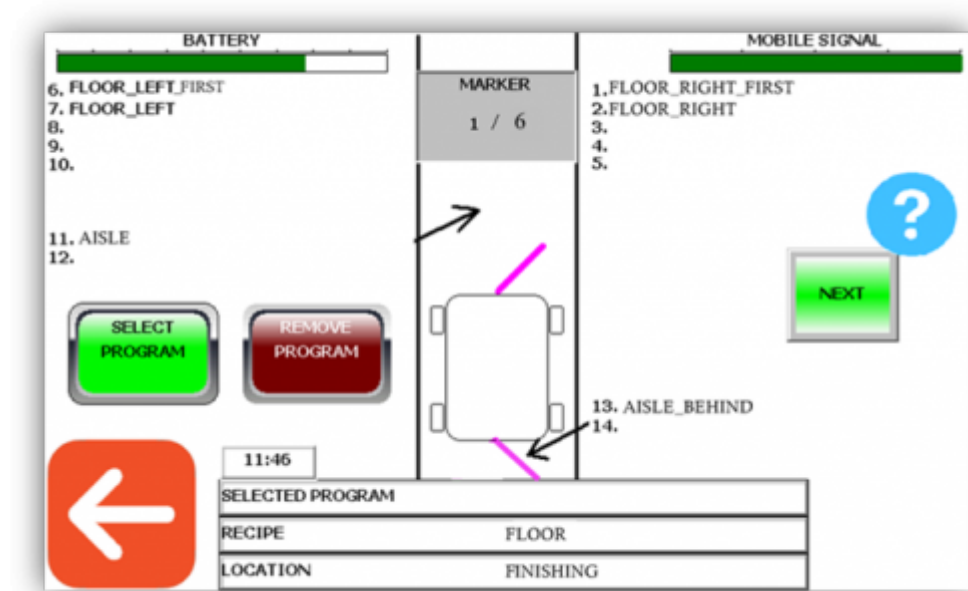 BATTERY
MOBILE SIGNAL
6. FLOOR_LEFT_FIRST
7. FLOOR_LEFT
8.
9.
10.
MARKER
1 / 6
1.FLOOR_RIGHT_FIRST
2.FLOOR_RIGHT
3.
4.
5.
?
11. AISLE
12.
NEXT
SELECT
PROGRAM
REMOVE
PROGRAM
13. AISLE_BEHIND
14.
11:46
SELECTED PROGRAM
RECIPE FLOOR
LOCATION FINISHING